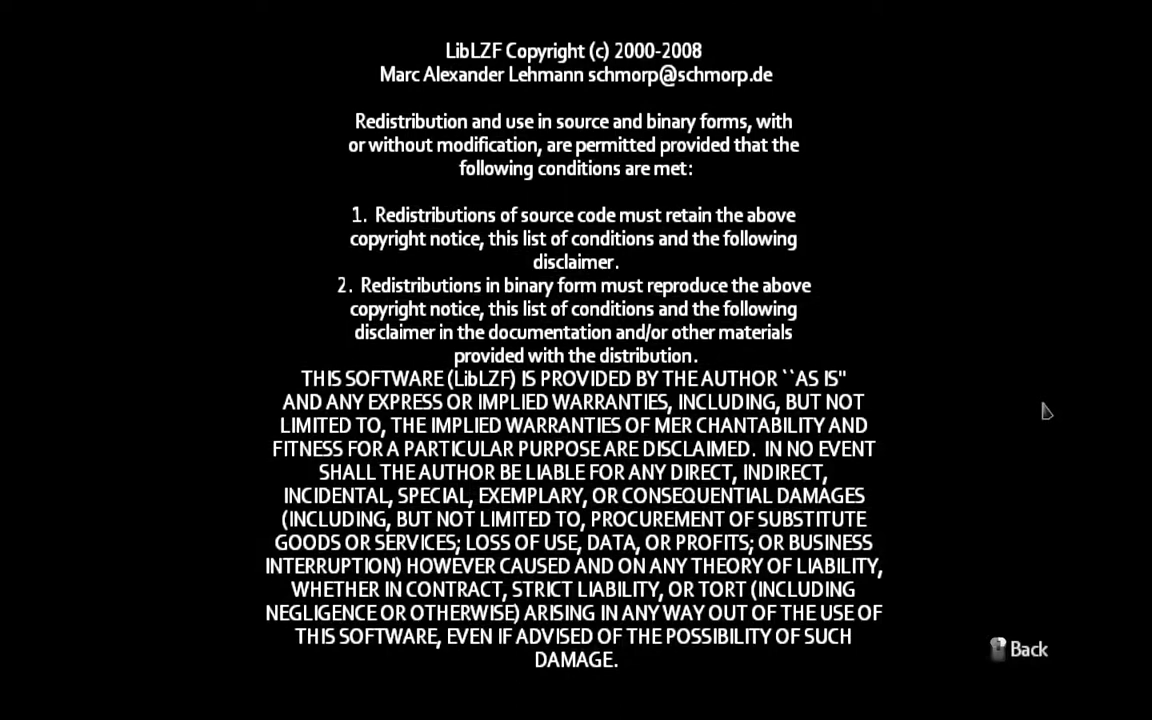 LibLZF Copyright (c) 2000-2008
Marc Alexander Lehmann schmorp@schmorp.de
Redistribution and use in source and binary forms, with
or without modification, are permitted provided that the
following conditions are met:
1. Redistributions of source code must retain the above
copyright notice, this list of conditions and the following
disclaimer.
2. Redistributions in binary form must reproduce the above
copyright notice, this list of conditions and the following
disclaimer in the documentation and/or other materials
provided with the distribution.
THIS SOFTWARE (LibLZF) IS PROVIDED BY THE AUTHOR ``AS IS''
AND ANY EXPRESS OR IMPLIED WARRANTIES, INCLUDING, BUT NOT
LIMITED TO, THE IMPLIED WARRANTIES OF MER CHANTABILITY AND
FITNESS FOR A PARTICULAR PURPOSE ARE DISCLAIMED. IN NO EVENT
SHALL THE AUTHOR BE LIABLE FOR ANY DIRECT, INDIRECT,
INCIDENTAL, SPECIAL, EXEMPLARY, OR CONSEQUENTIAL DAMAGES
(INCLUDING, BUT NOT LIMITED TO, PROCUREMENT OF SUBSTITUTE
GOODS OR SERVICES; LOSS OF USE, DATA, OR PROFITS; OR BUSINESS
INTERRUPTION) HOWEVER CAUSED AND ON ANY THEORY OF LIABILITY,
WHETHER IN CONTRACT, STRICT LIABILITY, OR TORT (INCLUDING
NEGLIGENCE OR OTHERWISE) ARISING IN ANY WAY OUT OF THE USE OF
THIS SOFTWARE, EVEN IF ADVISED OF THE POSSIBILITY OF SUCH
DAMAGE.
Back